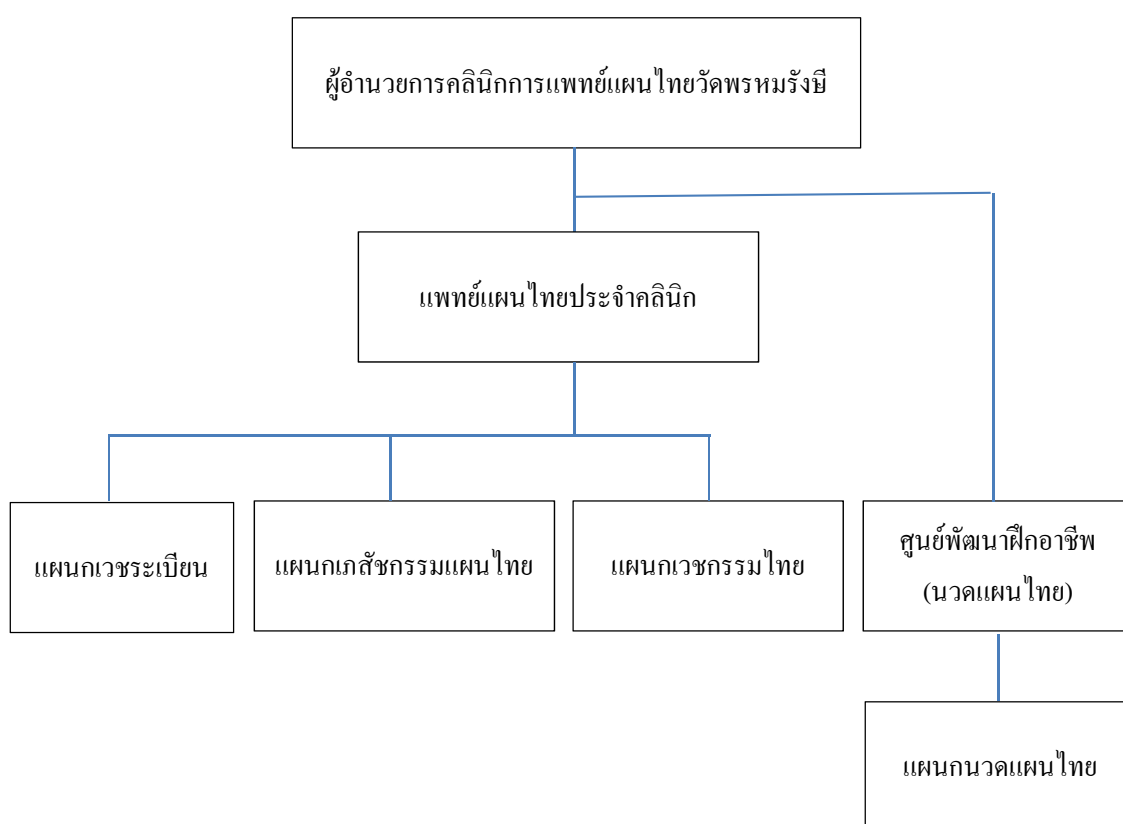 ผู้อำนวยการคลินิกการแพทย์แผนไทยวัดพรหมรังษี
แพทย์แผนไทยประจำคลินิก
แผนกเวชระเบียน
แผนกเภสัชกรรมแผนไทย
แผนกเวชกรรมไทย
ศูนย์พัฒนาฝึกอาชีพ
(นวดแผนไทย)
แผนกนวดแผนไทย